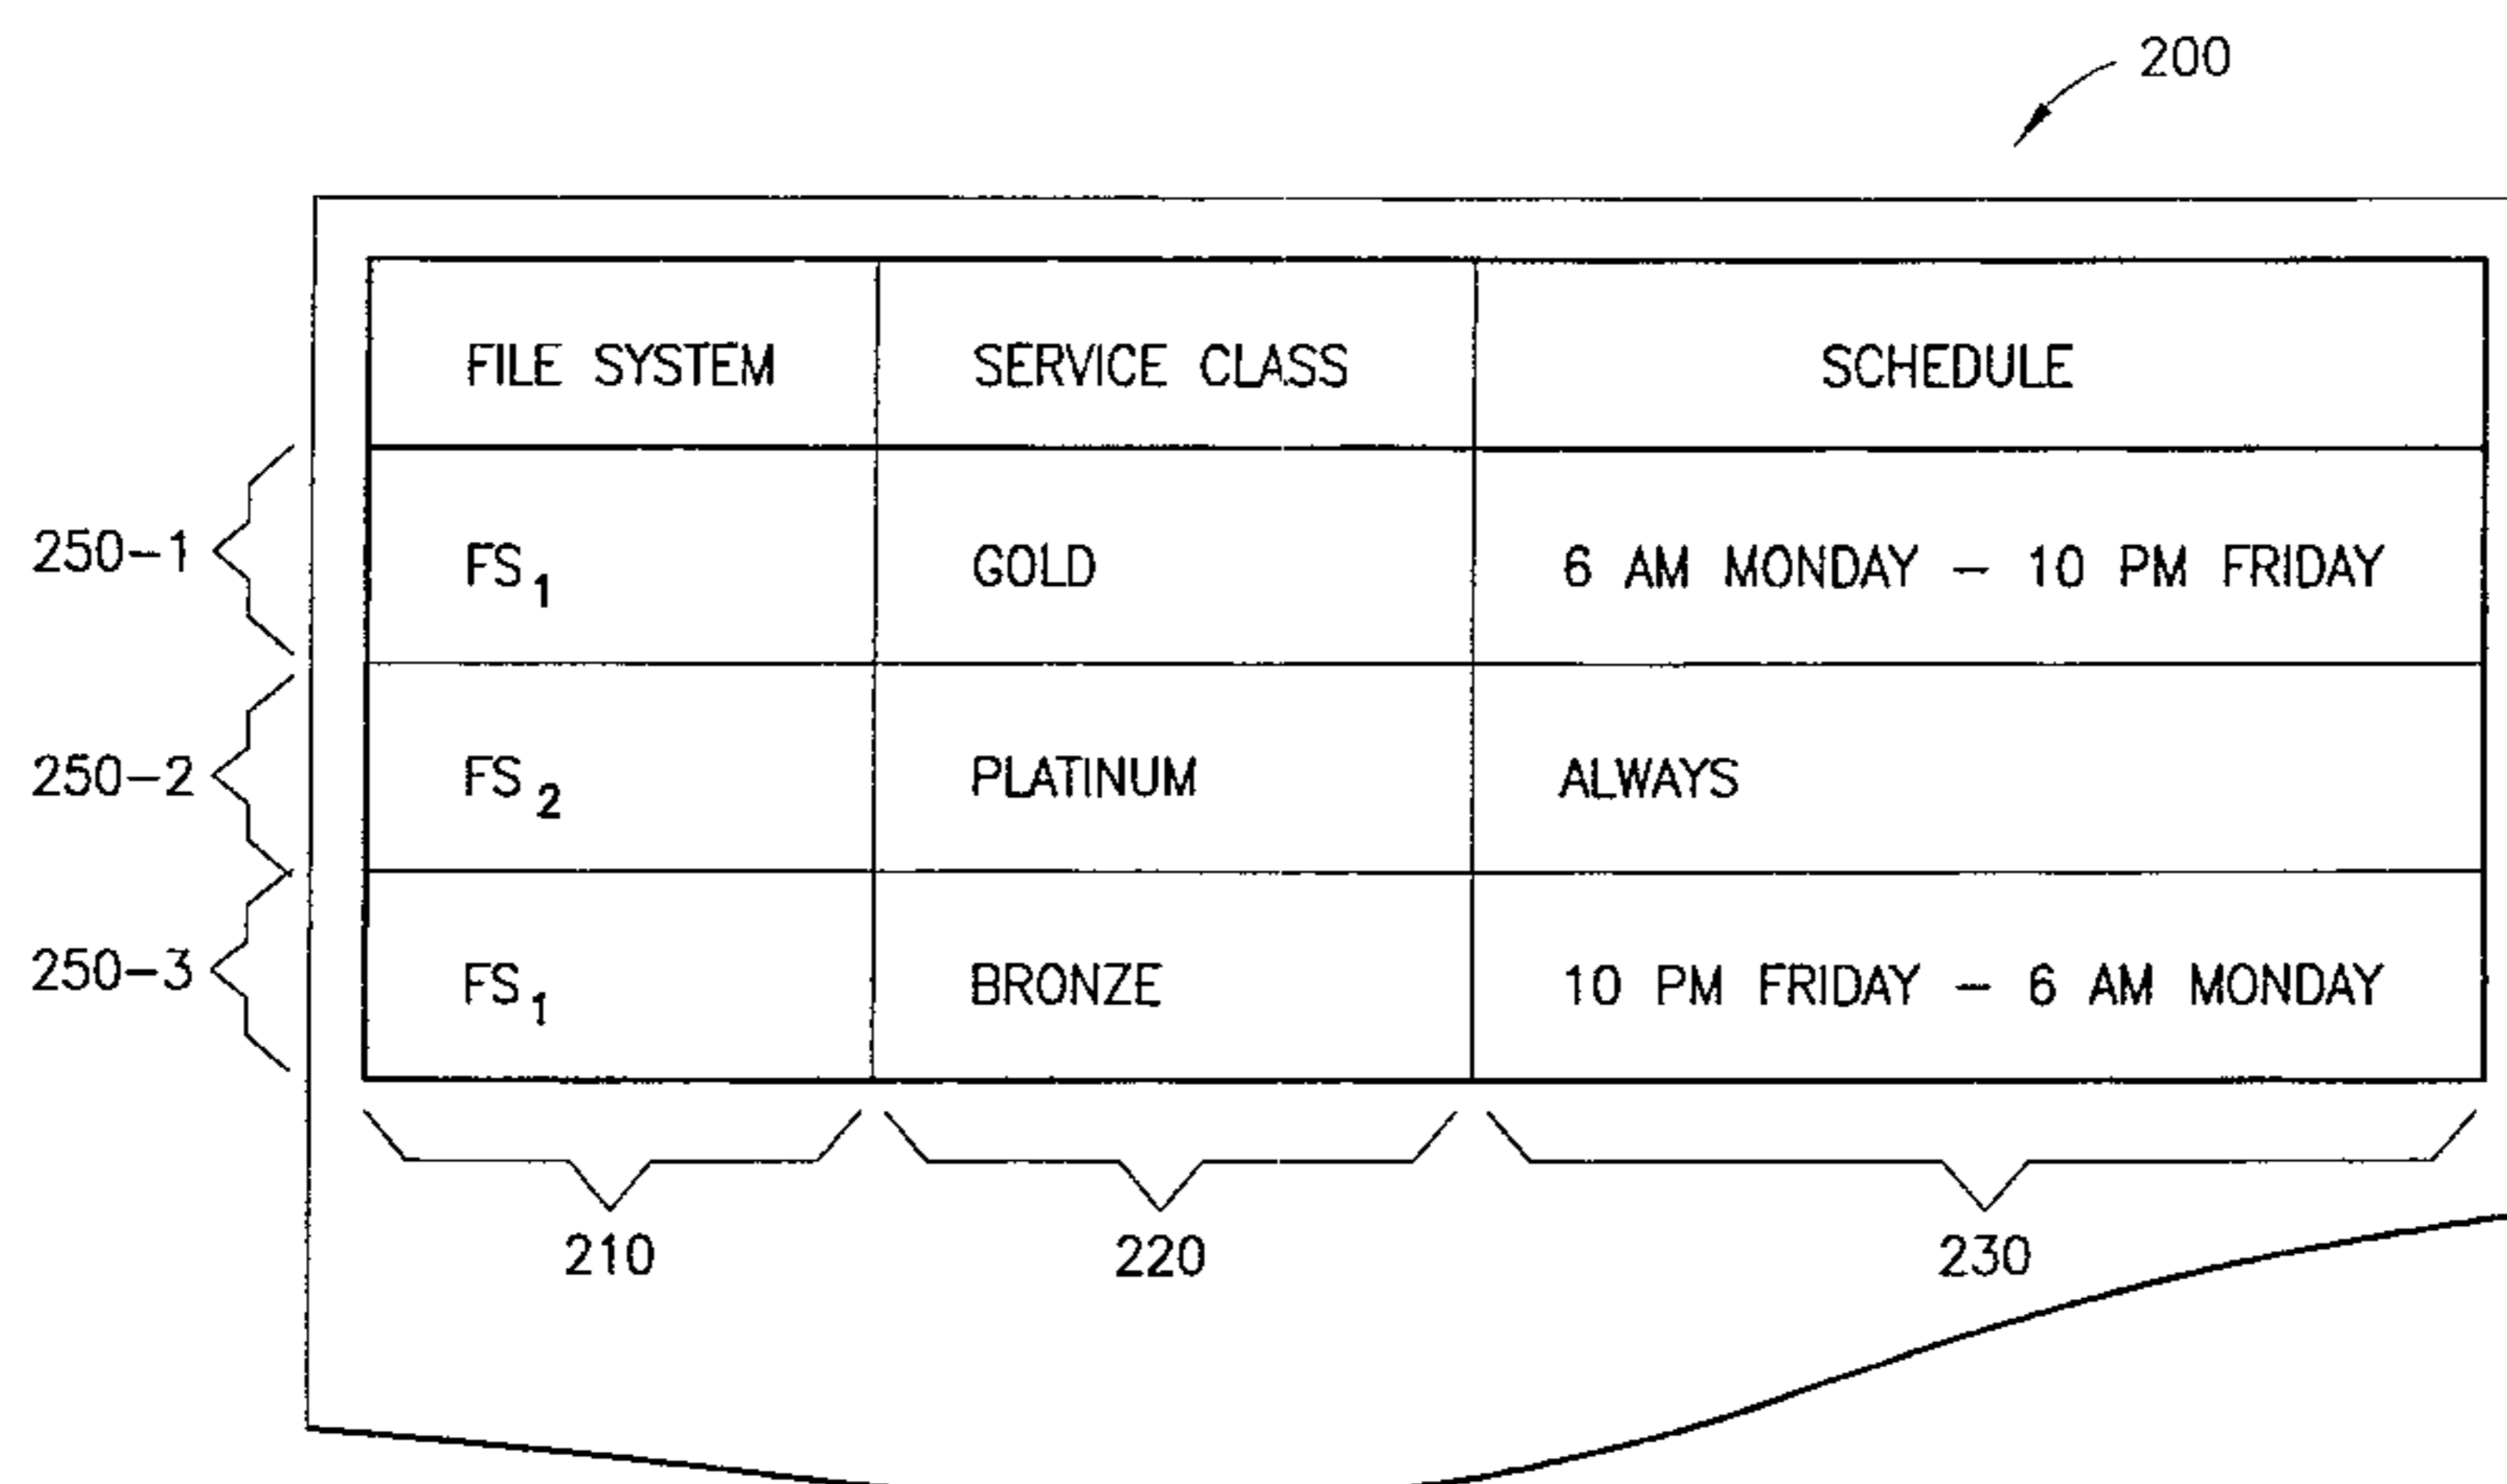 200
FILE SYSTEM SERVICE CLASS SCHEDULE
250-1 FS1 GOLD 6 AM MONDAY - 10 PM FRIDAY
250-2 FS2 PLATINUM ALWAYS
250-3 FS1 BRONZE 10 PM FRIDAY - 6 AM MONDAY
210 220 230